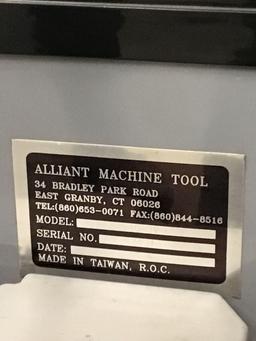 ALLIANT MACHINE TOOL
34 BRADLEY PARK ROAD
EAST GRANBY, CT 06026
TEL:(860)653-0071 FAX:(860)844-8516
MODEL:
SERIAL NO.
DATE:
MADE IN TAIWAN, R.O.C.